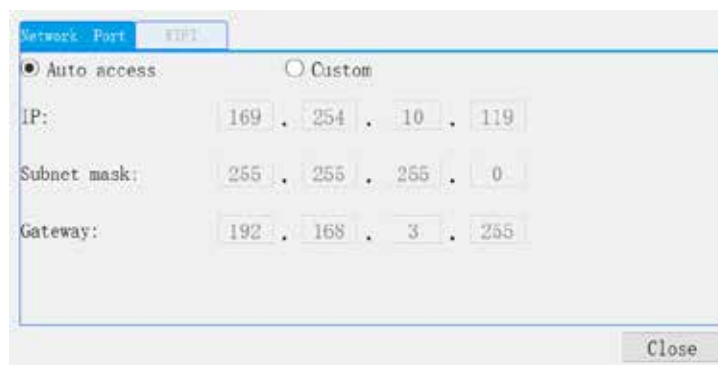 Network Port WIFI
Auto access Custom
IP: 169 . 254 . 10 . 119
Subnet mask: 255 . 255 . 255 . 0
Gateway: 192 . 168 . 3 . 255
Close